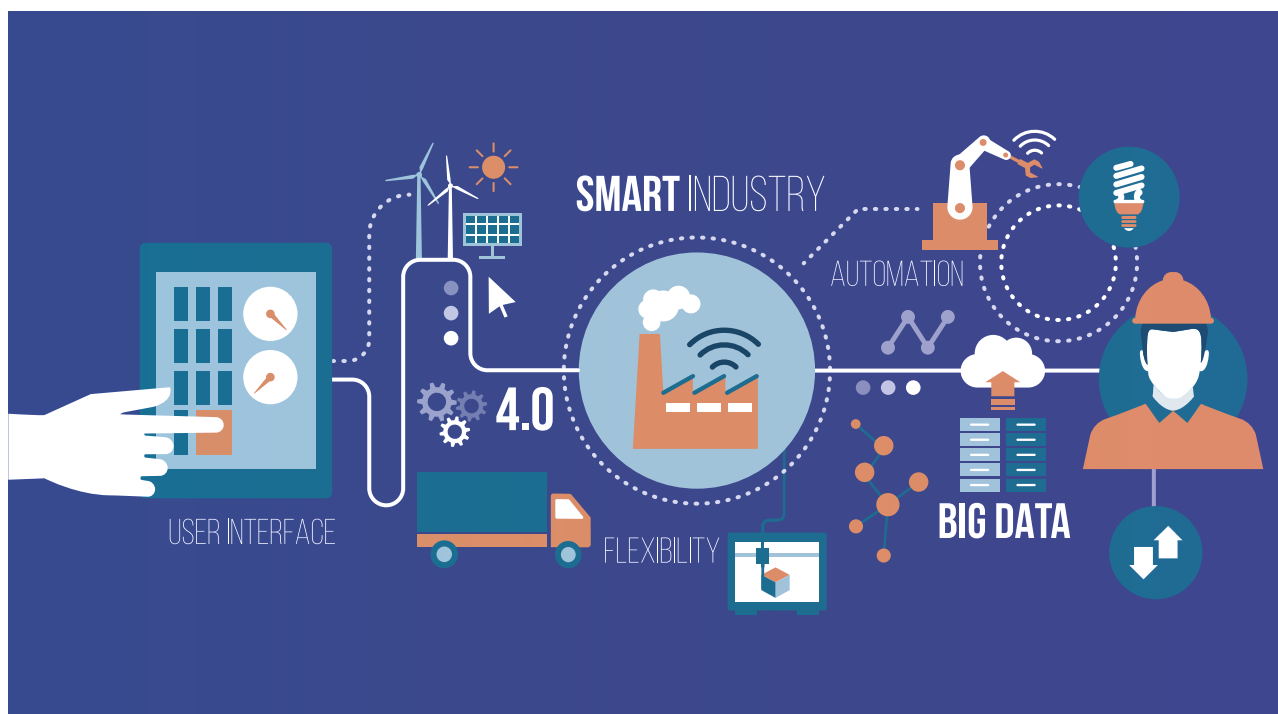 SMART INDUSTRY
AUTOMATION
4.0
USER INTERFACE
FLEXIBILITY
BIG DATA